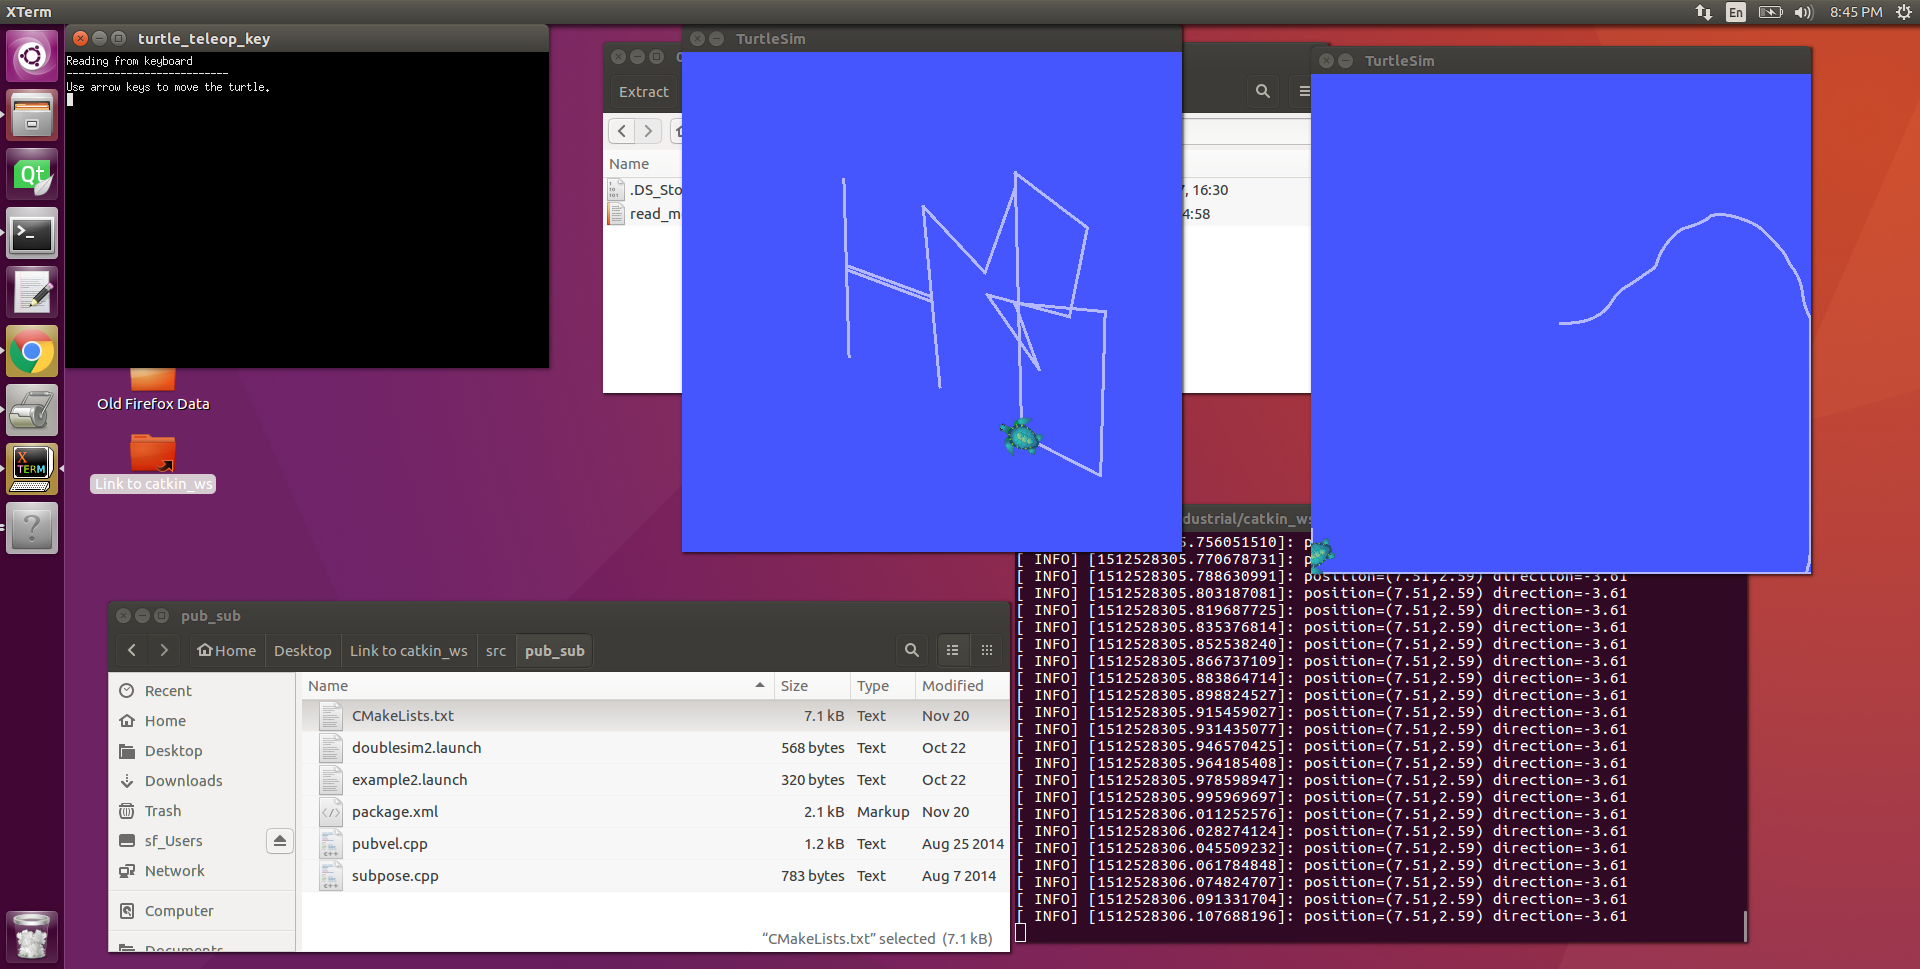 XTerm
En
8:45 PM
turtle_teleop_key
Reading from keyboard
---------------------------
Use arrow keys to move the turtle.
Qt
>_
X
TERM
?
Old Firefox Data
Link to catkin_ws
Extract
Name
.DS_Sto
16:30
read_m
4:58
TurtleSim
TurtleSim
dustrial/catkin_ws
5.756051510]: p
[ INFO] [1512528305.770678731]: p
[ INFO] [1512528305.788630991]: position=(7.51,2.59) direction=-3.61
[ INFO] [1512528305.803187081]: position=(7.51,2.59) direction=-3.61
[ INFO] [1512528305.819687725]: position=(7.51,2.59) direction=-3.61
[ INFO] [1512528305.835376814]: position=(7.51,2.59) direction=-3.61
[ INFO] [1512528305.852538240]: position=(7.51,2.59) direction=-3.61
[ INFO] [1512528305.866737109]: position=(7.51,2.59) direction=-3.61
[ INFO] [1512528305.883864714]: position=(7.51,2.59) direction=-3.61
[ INFO] [1512528305.898824527]: position=(7.51,2.59) direction=-3.61
[ INFO] [1512528305.915459027]: position=(7.51,2.59) direction=-3.61
[ INFO] [1512528305.931435077]: position=(7.51,2.59) direction=-3.61
[ INFO] [1512528305.946570425]: position=(7.51,2.59) direction=-3.61
[ INFO] [1512528305.964185408]: position=(7.51,2.59) direction=-3.61
[ INFO] [1512528305.978598947]: position=(7.51,2.59) direction=-3.61
[ INFO] [1512528305.995969697]: position=(7.51,2.59) direction=-3.61
[ INFO] [1512528306.011252576]: position=(7.51,2.59) direction=-3.61
[ INFO] [1512528306.028274124]: position=(7.51,2.59) direction=-3.61
[ INFO] [1512528306.045509232]: position=(7.51,2.59) direction=-3.61
[ INFO] [1512528306.061784848]: position=(7.51,2.59) direction=-3.61
[ INFO] [1512528306.074824707]: position=(7.51,2.59) direction=-3.61
[ INFO] [1512528306.091331704]: position=(7.51,2.59) direction=-3.61
[ INFO] [1512528306.107688196]: position=(7.51,2.59) direction=-3.61
pub_sub
Home Desktop Link to catkin_ws src pub_sub
Recent
Home
Desktop
Downloads
Trash
sf_Users
Network
Computer
Documents
Name Size Type Modified
CMakeLists.txt 7.1 kB Text Nov 20
doublesim2.launch 568 bytes Text Oct 22
example2.launch 320 bytes Text Oct 22
package.xml 2.1 kB Markup Nov 20
pubvel.cpp 1.2 kB Text Aug 25 2014
subpose.cpp 783 bytes Text Aug 7 2014
“CMakeLists.txt” selected (7.1 kB)